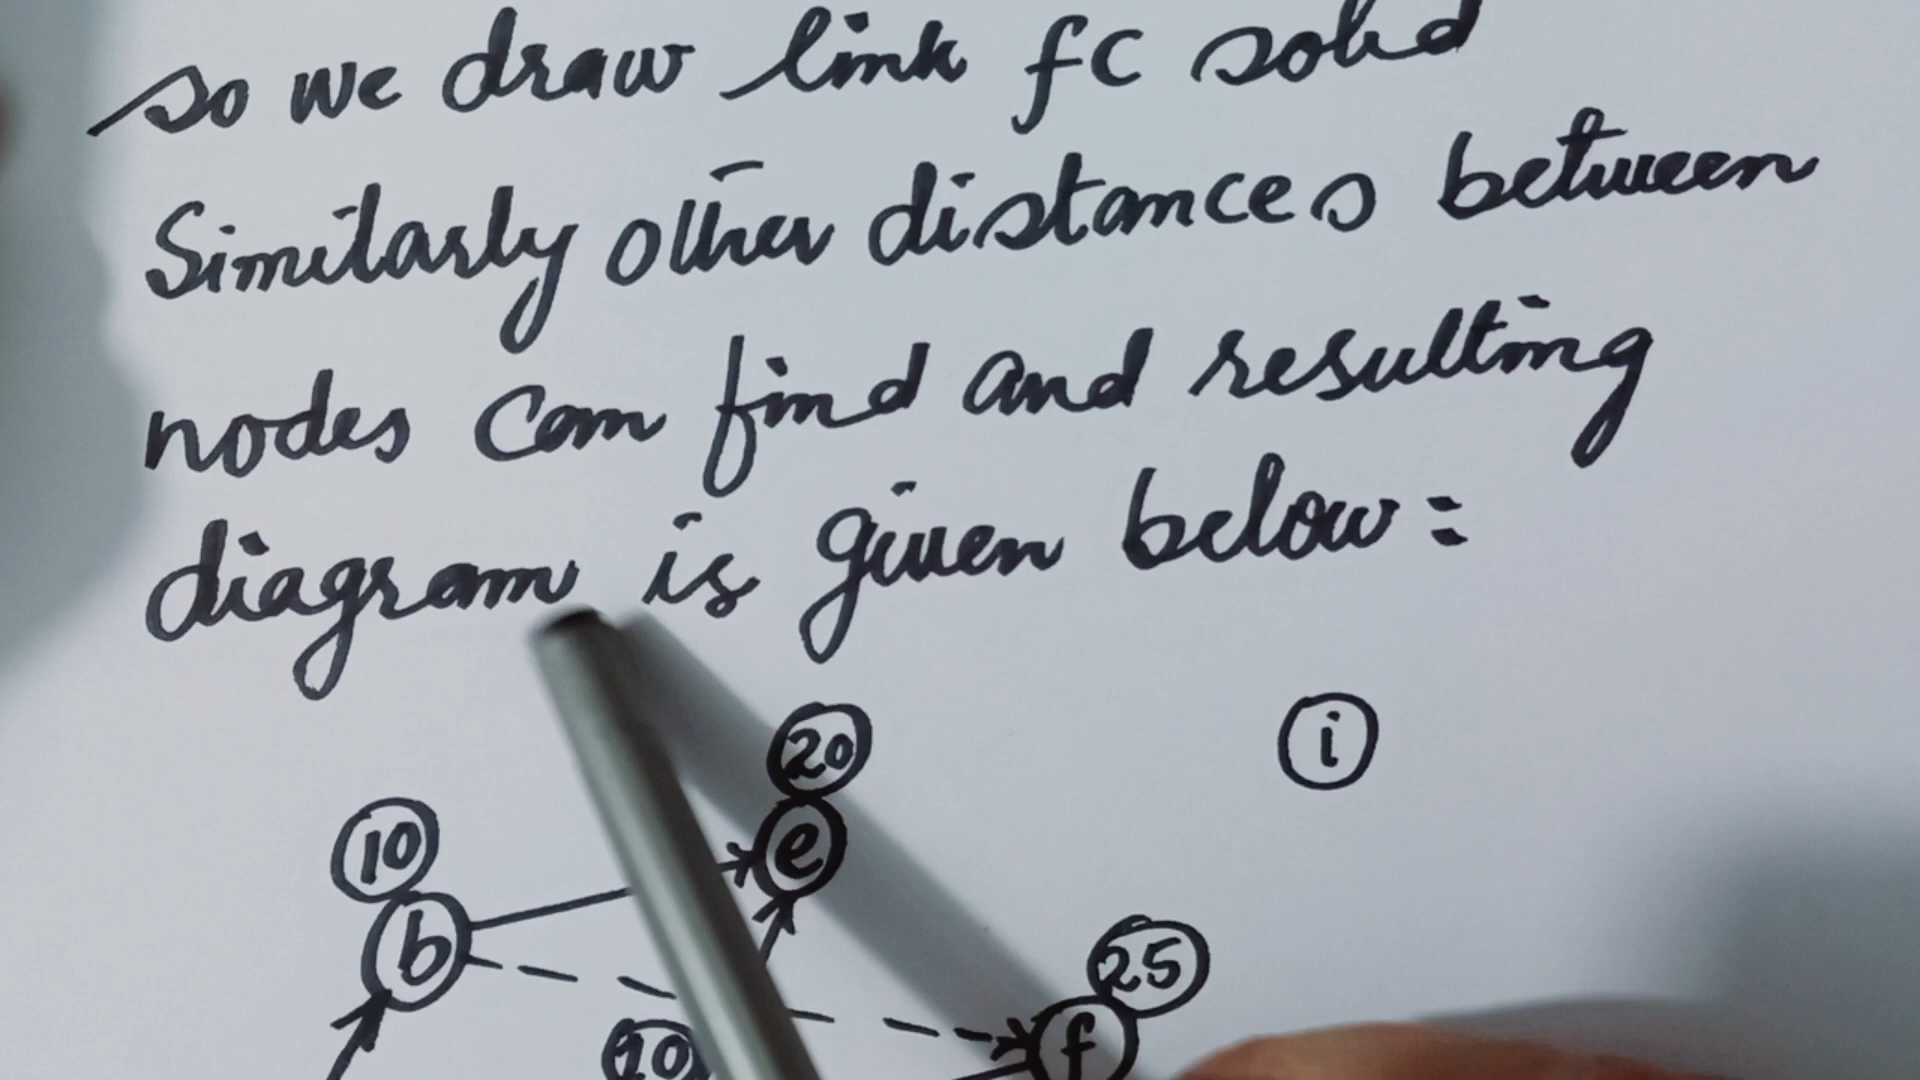 so we draw link fc solid
Similarly other distances between
nodes can find and resulting
diagram is given below:
20
i
10
e
b
25
10
f